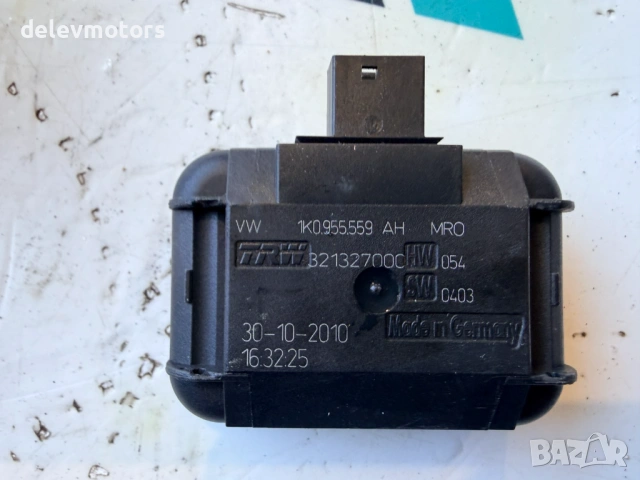 delevmotors
VW 1K0.955.559 AH MRO
TRW 32132700C HW 054
SW 0403
30-10-2010
16:32:25
Made in Germany
BAZAR
bg